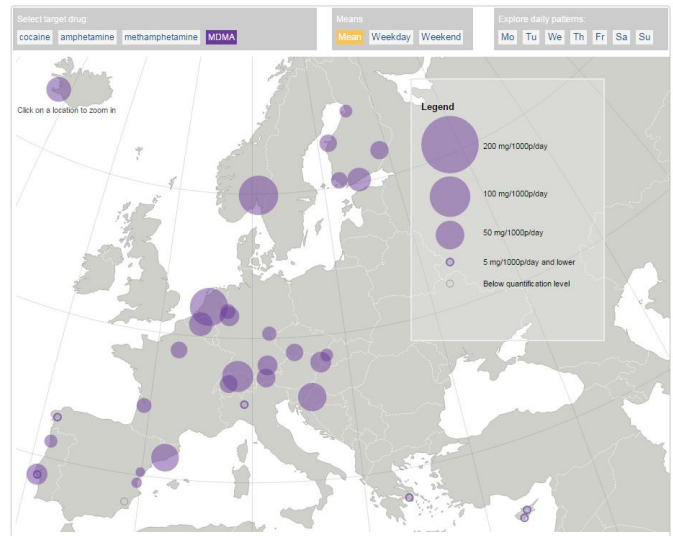 Select target drug:
cocaine amphetamine methamphetamine MDMA
Means
Mean Weekday Weekend
Explore daily patterns:
Mo Tu We Th Fr Sa Su
Click on a location to zoom in
Legend
200 mg/1000p/day
100 mg/1000p/day
50 mg/1000p/day
5 mg/1000p/day and lower
Below quantification level